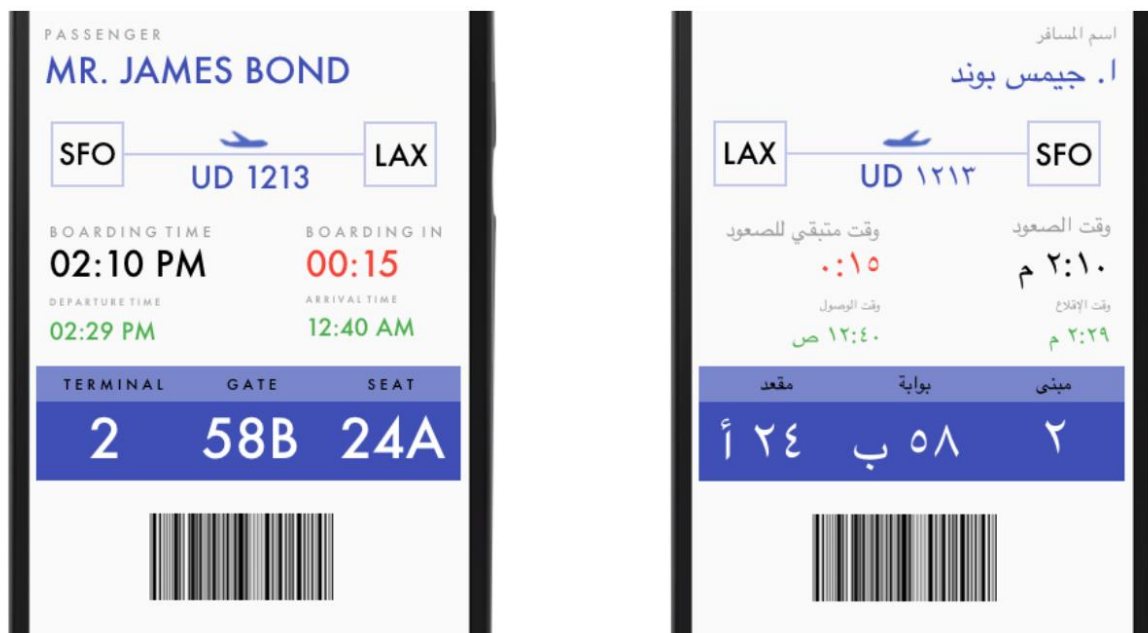 PASSENGER
MR. JAMES BOND
SFO LAX
UD 1213
BOARDING TIME BOARDING IN
02:10 PM 00:15
DEPARTURE TIME ARRIVAL TIME
02:29 PM 12:40 AM
TERMINAL GATE SEAT
2 58B 24A
اسم المسافر
ا. جيمس بوند
SFO LAX
UD ١٢١٣
وقت الصعود وقت متبقي للصعود
٢:١٠ م ٠:١٥
وقت الإقلاع وقت الوصول
٢:٢٩ م ١٢:٤٠ ص
مبنى بوابة مقعد
٢ ٥٨ ب ٢٤ أ